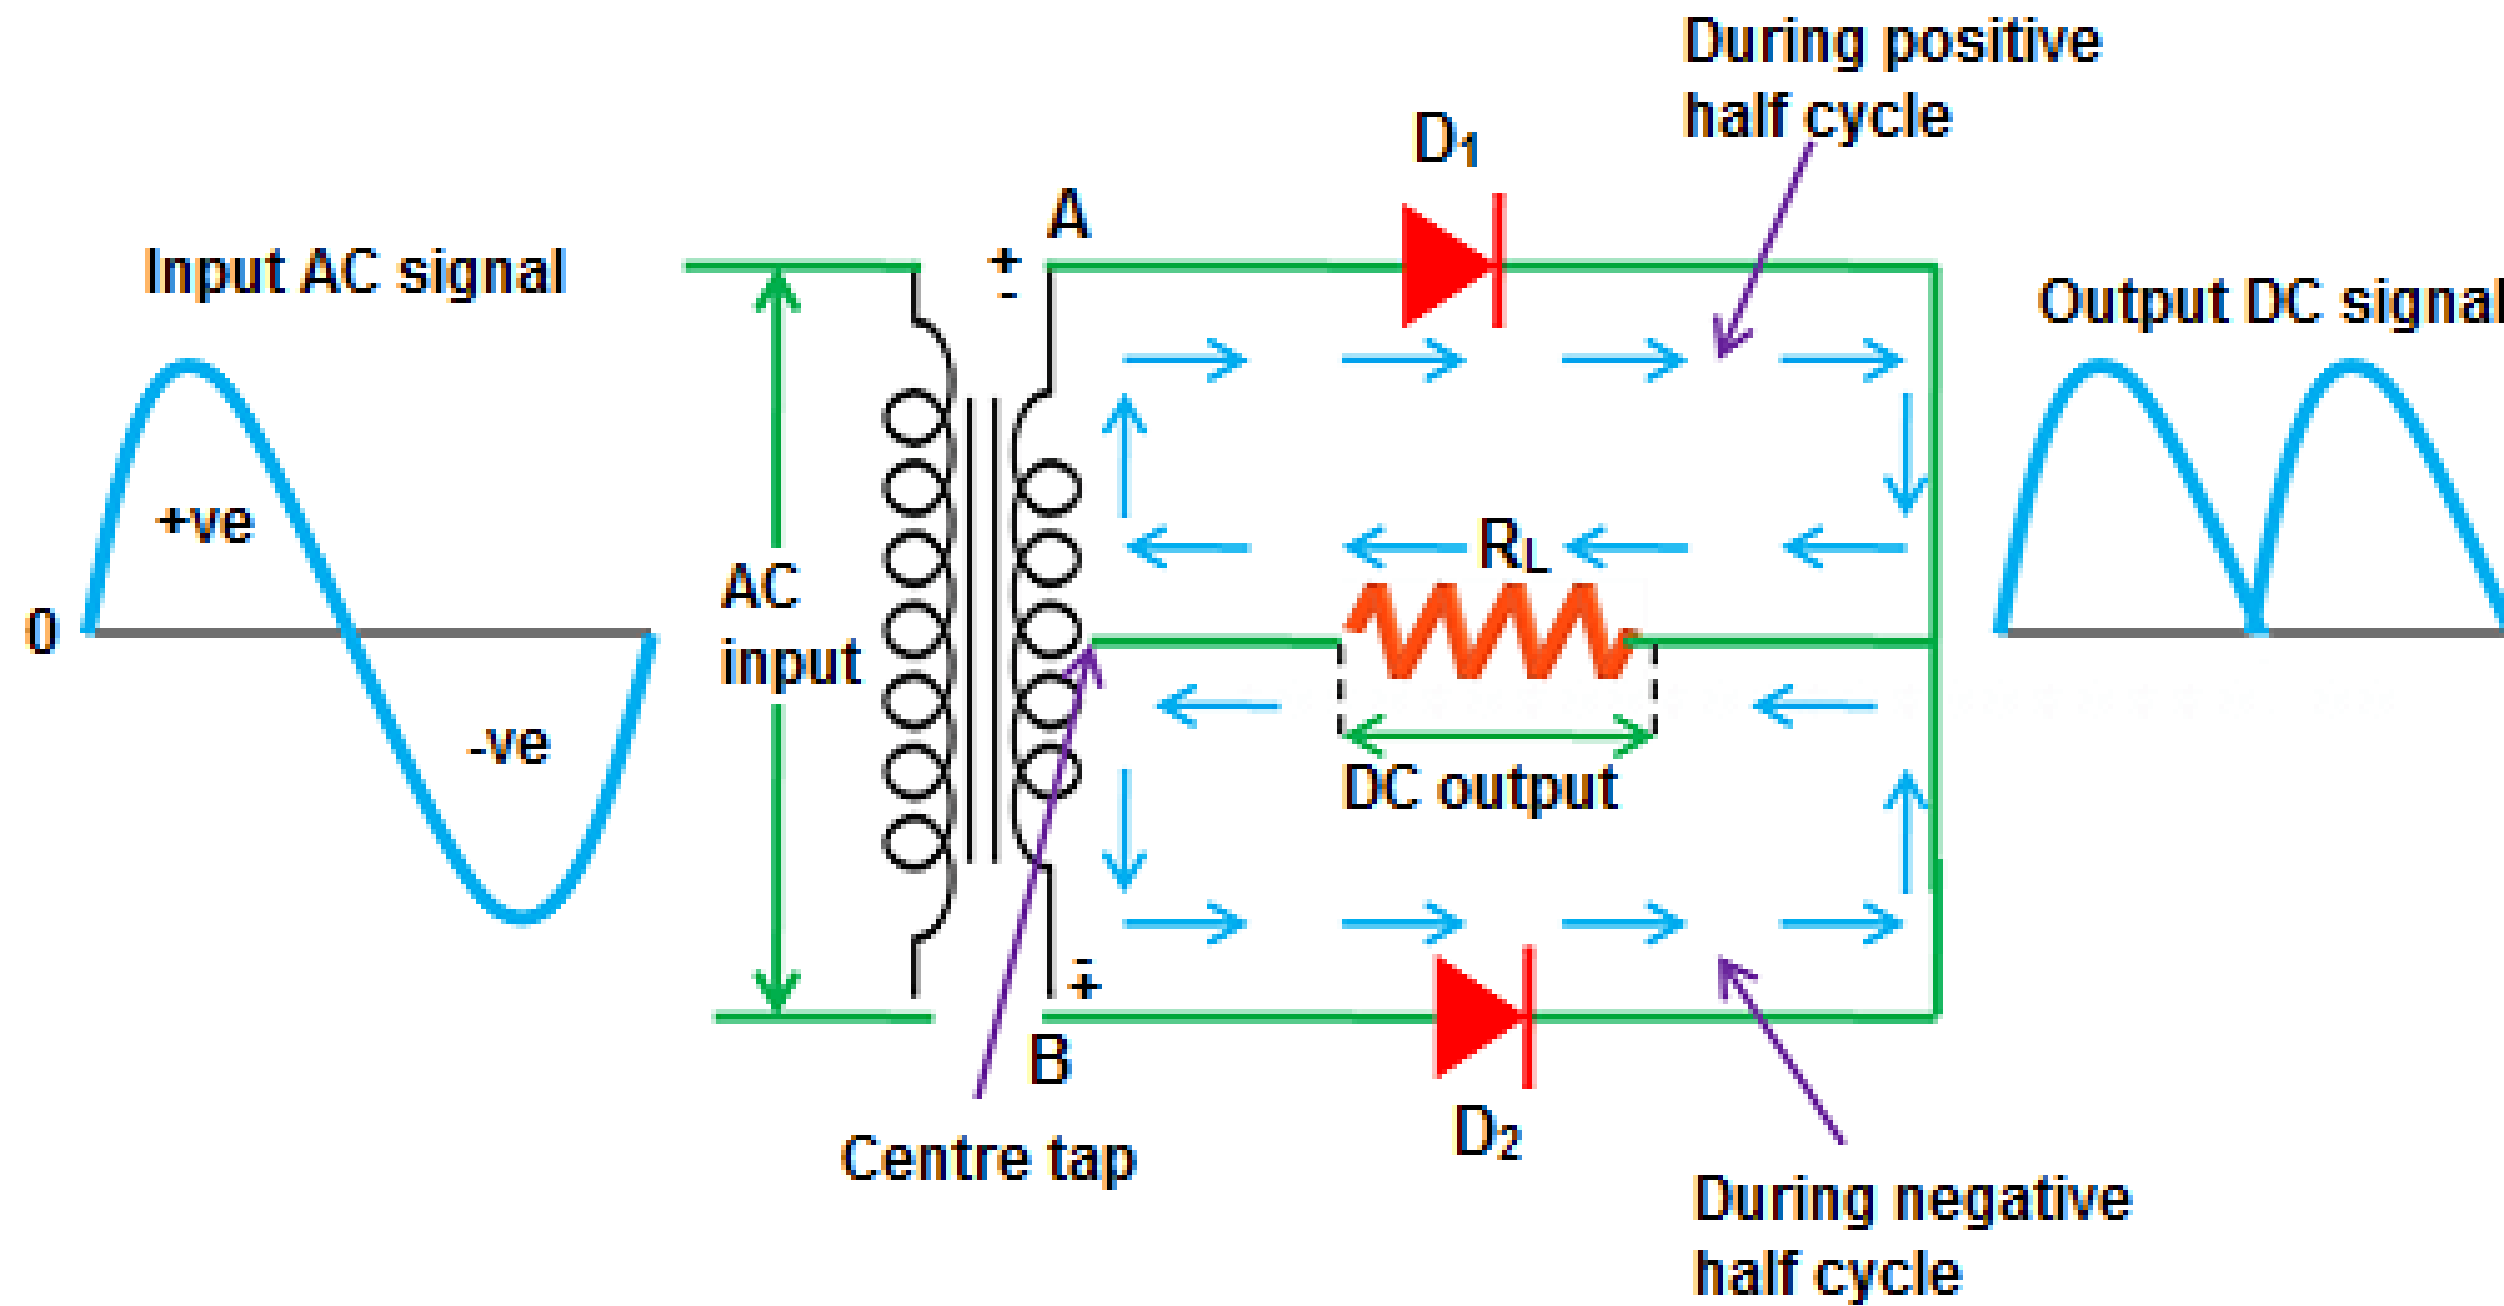 During positive
half cycle
D1
A
Input AC signal
+
-
Output DC signal
+ve
RL
AC
input
0
-ve
DC output
-
+
B
D2
Centre tap
During negative
half cycle